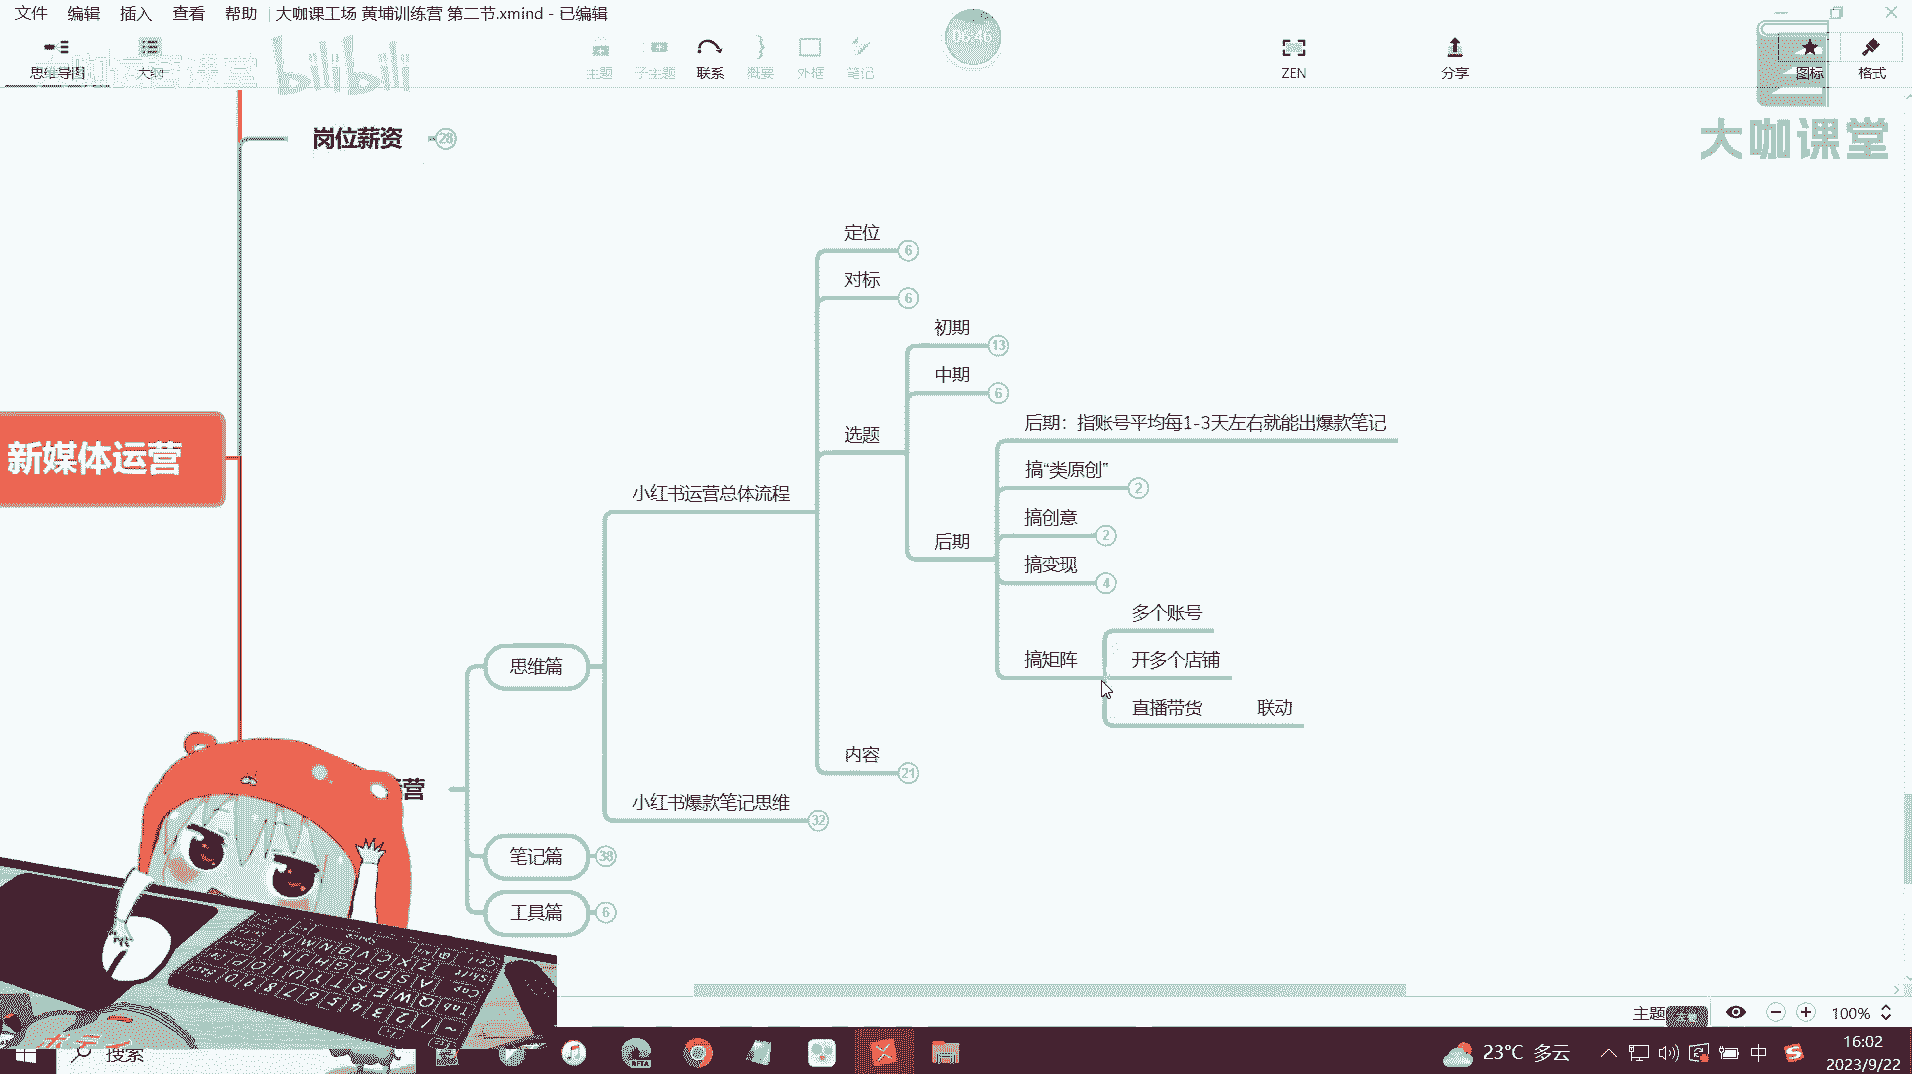 文件 编辑 插入 查看 帮助 大咖课工场 黄埔训练营 第二节.xmind - 已编辑
思维导图 大纲 主题 子主题 联系 概要 外框 笔记 ZEN 分享 图标 格式
大咖运营课堂 bilibili
06:46
大咖课堂
岗位薪资 28
定位 6
对标 6
初期 13
中期 6
后期：指账号平均每1-3天左右就能出爆款笔记
选题
搞“类原创” 2
新媒体运营
小红书运营总体流程
搞创意 2
后期
搞变现 4
多个账号
思维篇
搞矩阵
开多个店铺
直播带货 联动
内容 21
营
小红书爆款笔记思维 32
笔记篇 38
工具篇 6
主题 100%
搜索
BETA
23°C 多云 中
16:02
2023/9/22